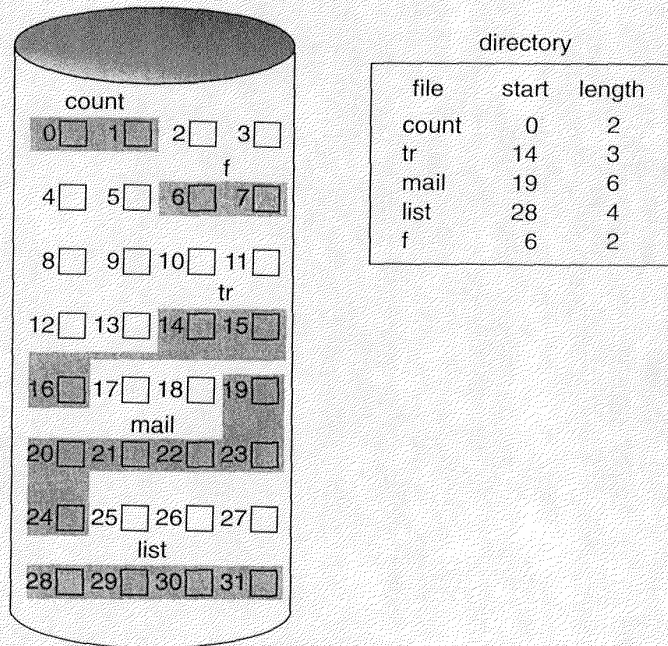 count
0 1 2 3
f
4 5 6 7
8 9 10 11
tr
12 13 14 15
16 17 18 19
mail
20 21 22 23
24 25 26 27
list
28 29 30 31
directory
file start length
count 0 2
tr 14 3
mail 19 6
list 28 4
f 6 2